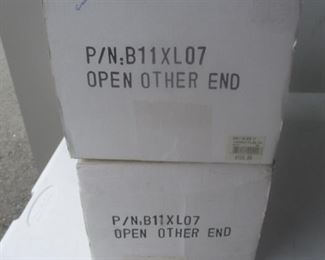 P/N:B11XL07
OPEN OTHER END
P/N:B11XL07
OPEN OTHER END